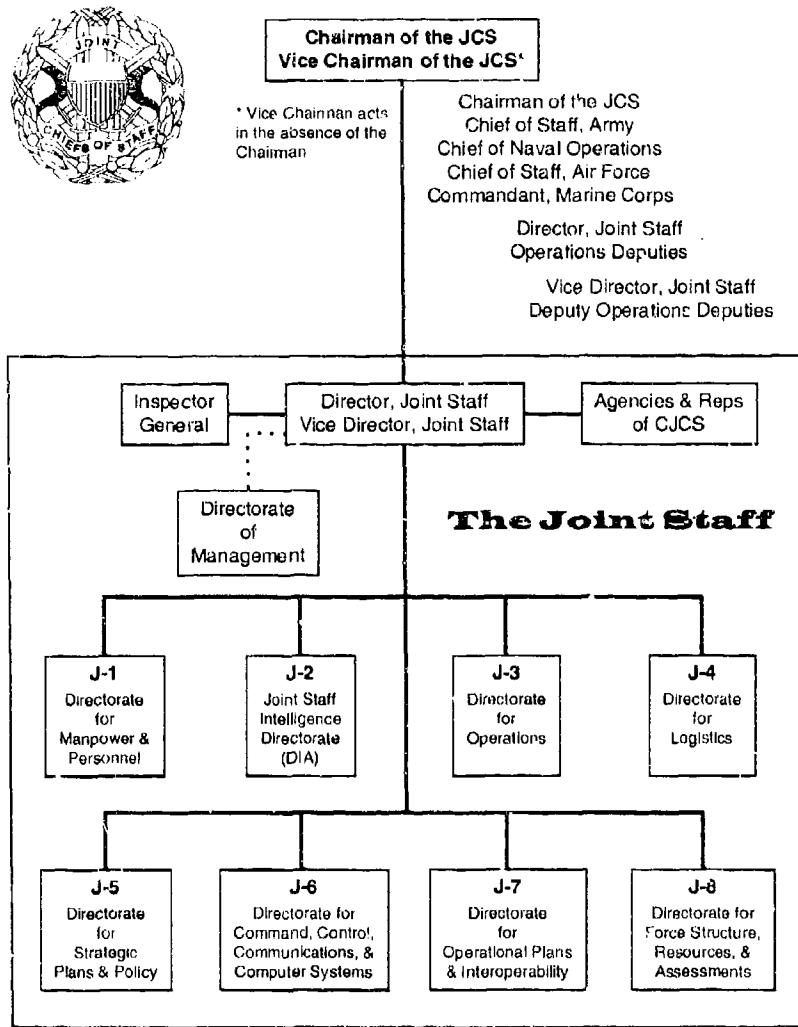 JOINT
CHIEFS OF STAFF
Chairman of the JCS
Vice Chairman of the JCS*
* Vice Chairman acts
in the absence of the
Chairman
Chairman of the JCS
Chief of Staff, Army
Chief of Naval Operations
Chief of Staff, Air Force
Commandant, Marine Corps
Director, Joint Staff
Operations Deputies
Vice Director, Joint Staff
Deputy Operations Deputies
Inspector
General
Director, Joint Staff
Vice Director, Joint Staff
Agencies & Reps
of CJCS
Directorate
of
Management
The Joint Staff
J-1
Directorate
for
Manpower &
Personnel
J-2
Joint Staff
Intelligence
Directorate
(DIA)
J-3
Directorate
for
Operations
J-4
Directorate
for
Logistics
J-5
Directorate
for
Strategic
Plans & Policy
J-6
Directorate for
Command, Control,
Communications, &
Computer Systems
J-7
Directorate
for
Operational Plans
& Interoperability
J-8
Directorate for
Force Structure,
Resources, &
Assessments